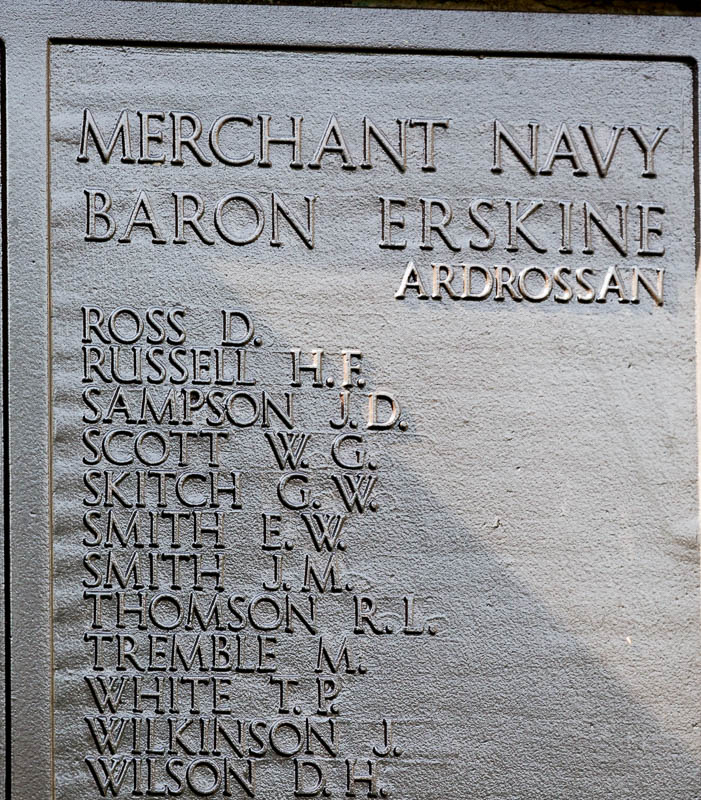 MERCHANT NAVY
BARON ERSKINE
ARDROSSAN
ROSS D.
RUSSELL H.F.
SAMPSON J.D.
SCOTT W. G.
SKITCH G. W.
SMITH E. W.
SMITH J. M.
THOMSON R. L.
TREMBLE M.
WHITE T. P.
WILKINSON J.
WILSON D. H.